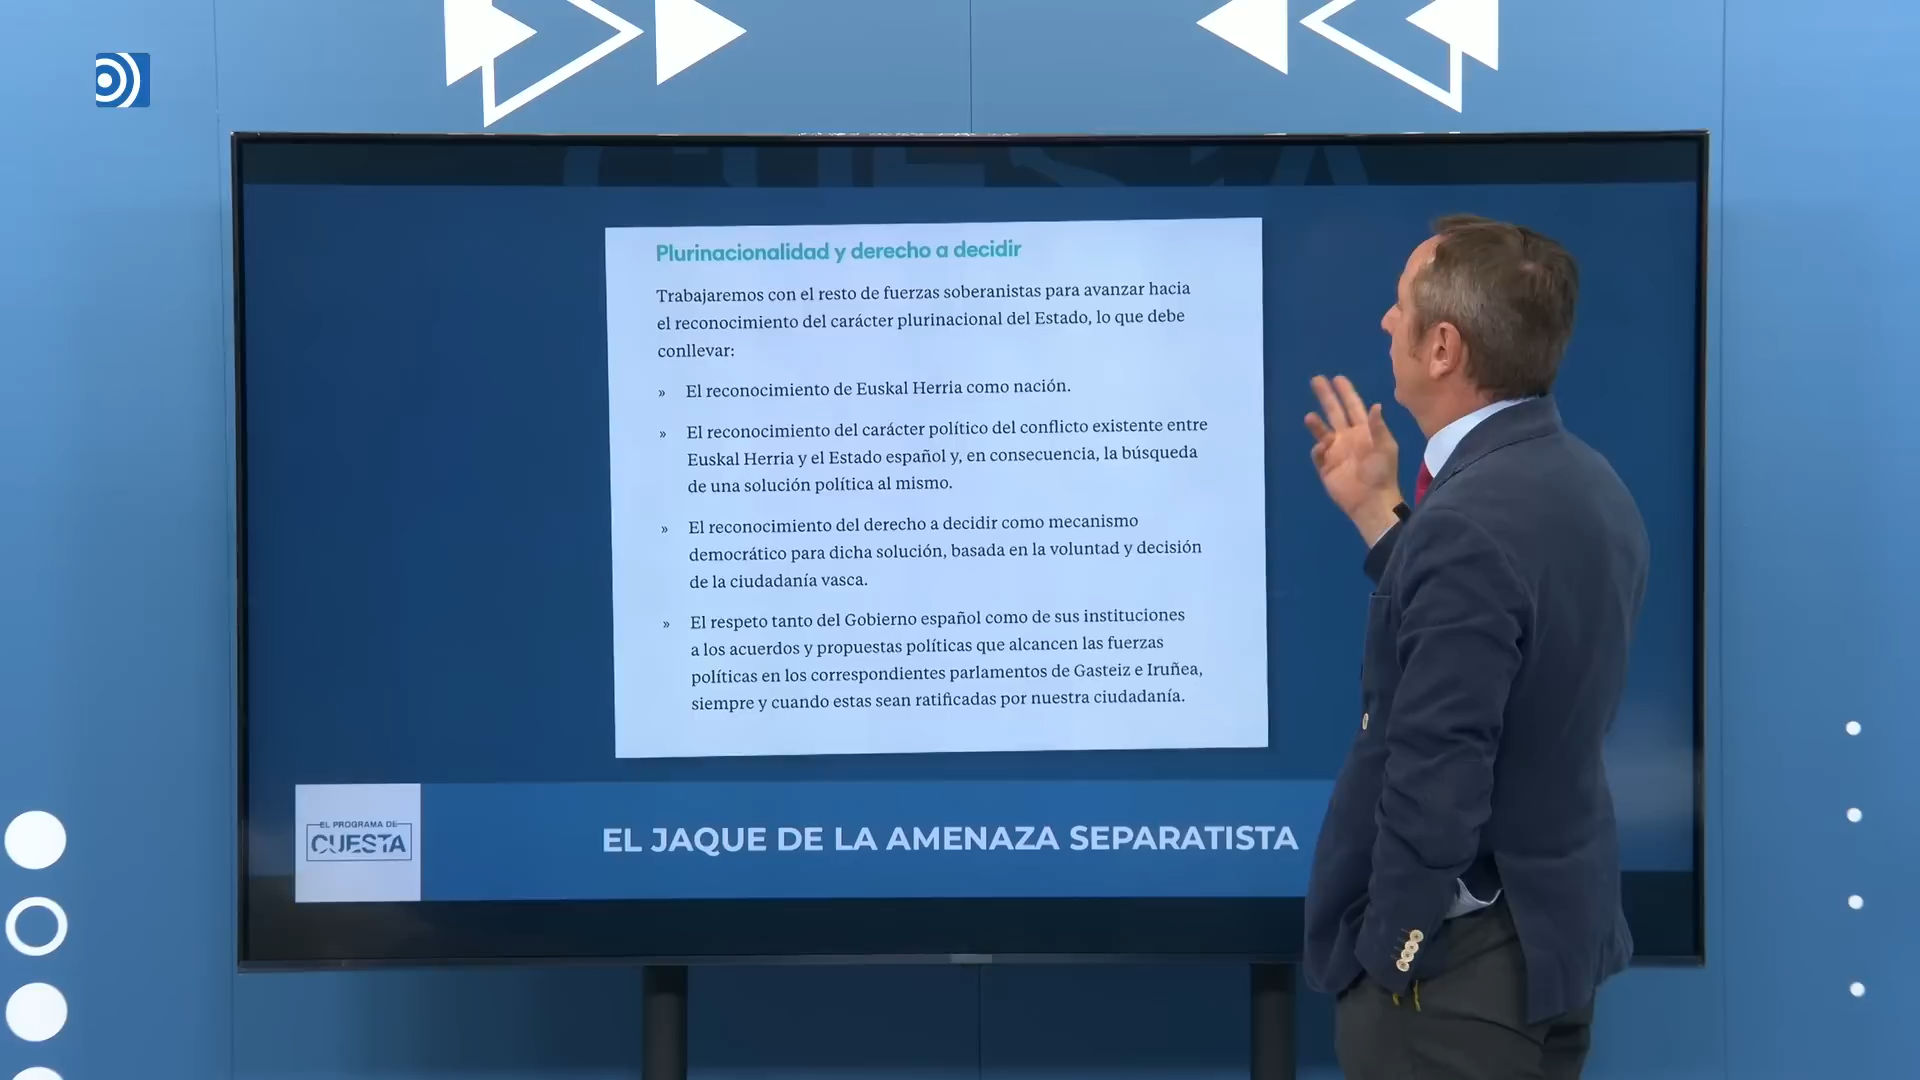 Plurinacionalidad y derecho a decidir
Trabajaremos con el resto de fuerzas soberanistas para avanzar hacia
el reconocimiento del carácter plurinacional del Estado, lo que debe
conllevar:
» El reconocimiento de Euskal Herria como nación.
» El reconocimiento del carácter político del conflicto existente entre
Euskal Herria y el Estado español y, en consecuencia, la búsqueda
de una solución política al mismo.
» El reconocimiento del derecho a decidir como mecanismo
democrático para dicha solución, basada en la voluntad y decisión
de la ciudadanía vasca.
» El respeto tanto del Gobierno español como de sus instituciones
a los acuerdos y propuestas políticas que alcancen las fuerzas
políticas en los correspondientes parlamentos de Gasteiz e Iruñea,
siempre y cuando estas sean ratificadas por nuestra ciudadanía.
EL PROGRAMA DE
CUESTA
EL JAQUE DE LA AMENAZA SEPARATISTA